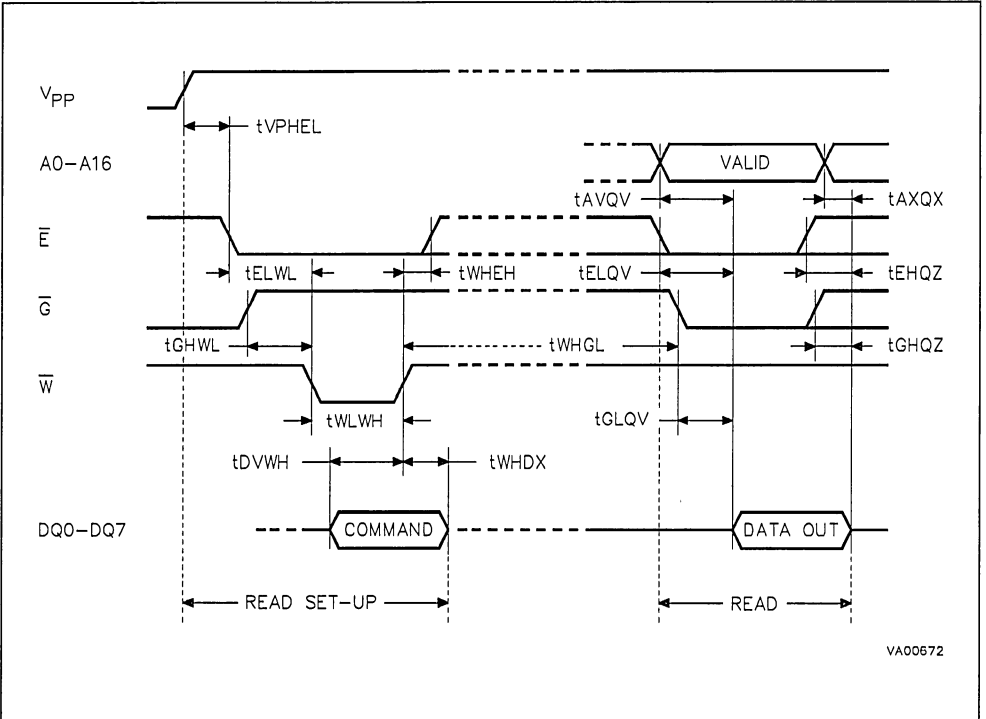 VPP
tVPHEL
A0-A16
VALID
tAVQV
tAXQX
E
tELWL
tWHEH
tELQV
tEHQZ
G
tGHWL
tWHGL
tGHQZ
W
tWLWH
tGLQV
tDVWH
tWHDX
DQ0-DQ7
COMMAND
DATA OUT
READ SET-UP
READ
VA00672